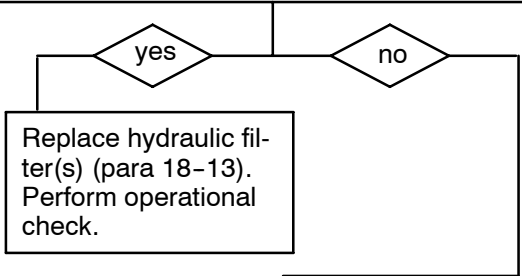 yes
no
Replace hydraulic fil-
ter(s) (para 18-13).
Perform operational
check.